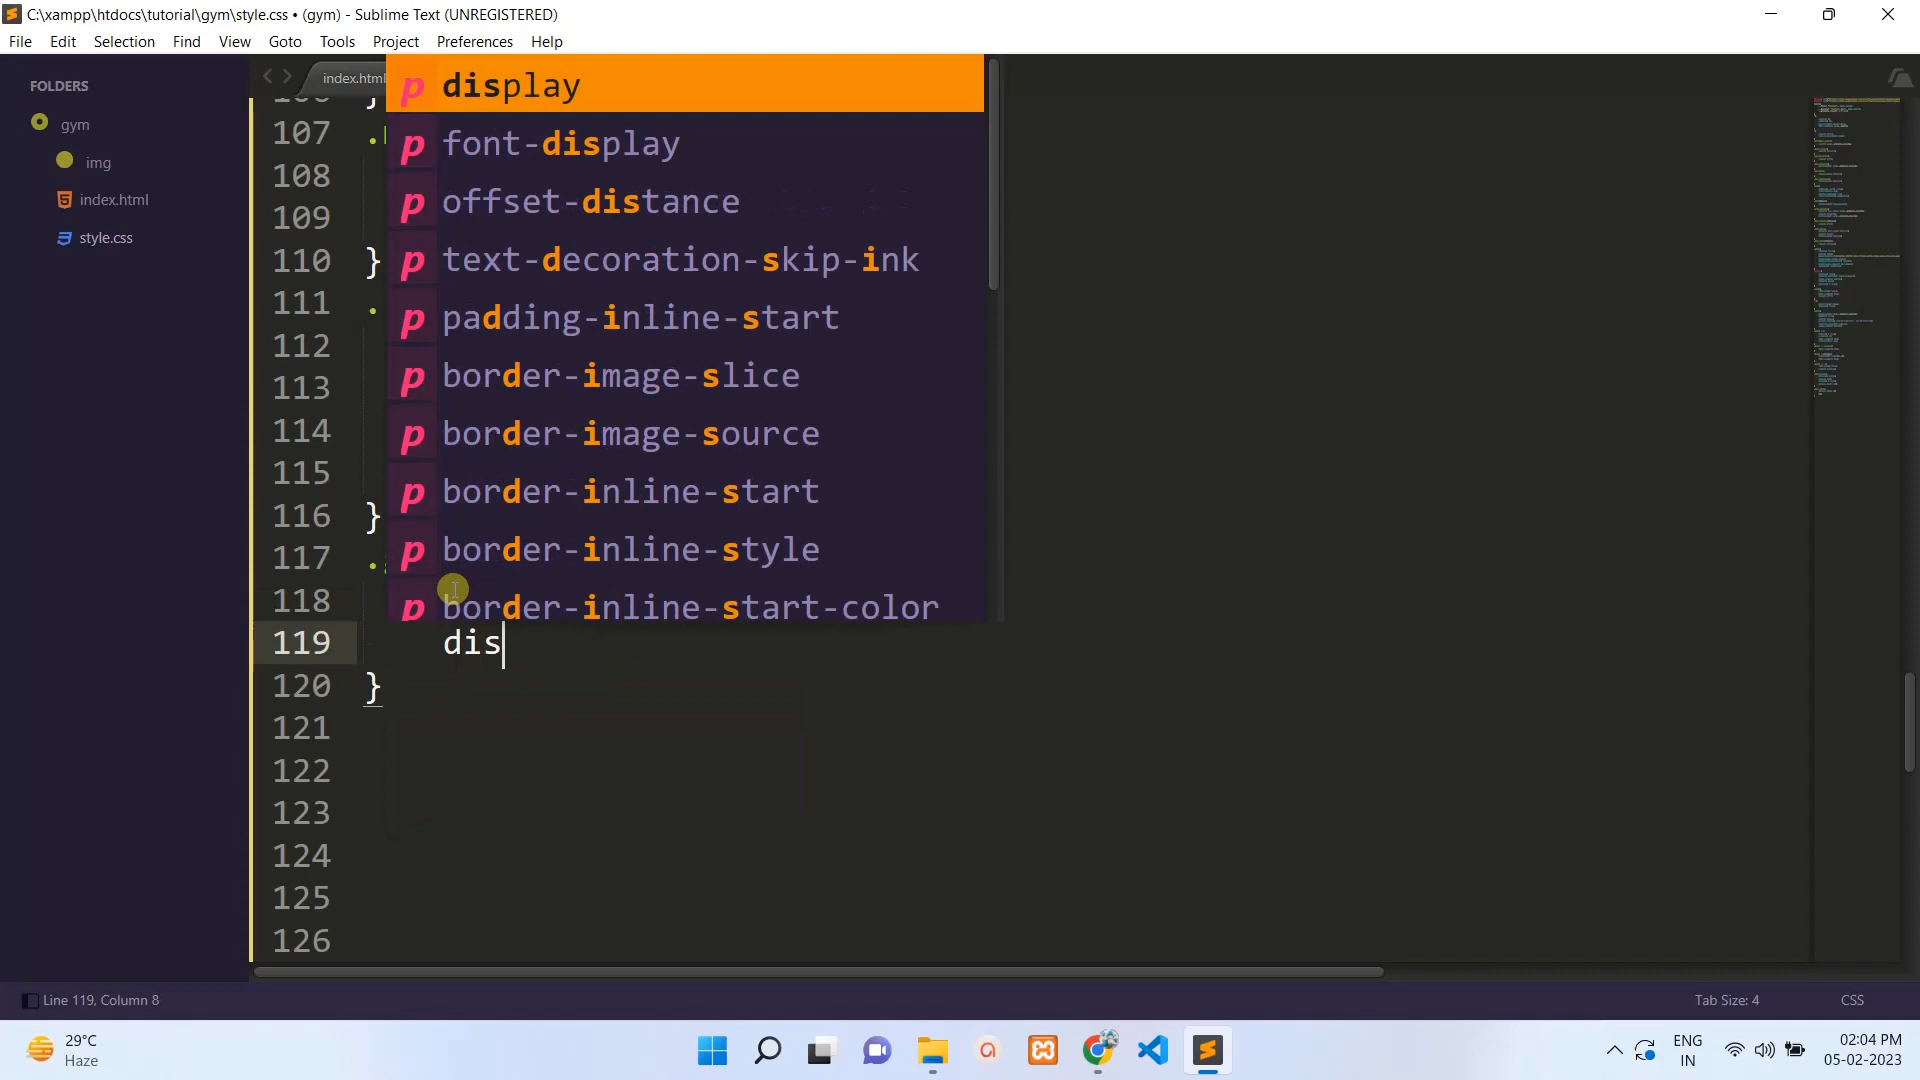 C:\xampp\htdocs\tutorial\gym\style.css • (gym) - Sublime Text (UNREGISTERED)
File Edit Selection Find View Goto Tools Project Preferences Help
FOLDERS
gym
img
index.html
style.css
index.html
p display
p font-display
p offset-distance
p text-decoration-skip-ink
p padding-inline-start
p border-image-slice
p border-image-source
p border-inline-start
p border-inline-style
p border-inline-start-color
107 .
108
109
110 }
111 .
112
113
114
115
116 }
117 .
118
119 dis
120 }
121
122
123
124
125
126
Line 119, Column 8
Tab Size: 4
CSS
29°C
Haze
ENG
IN
02:04 PM
05-02-2023